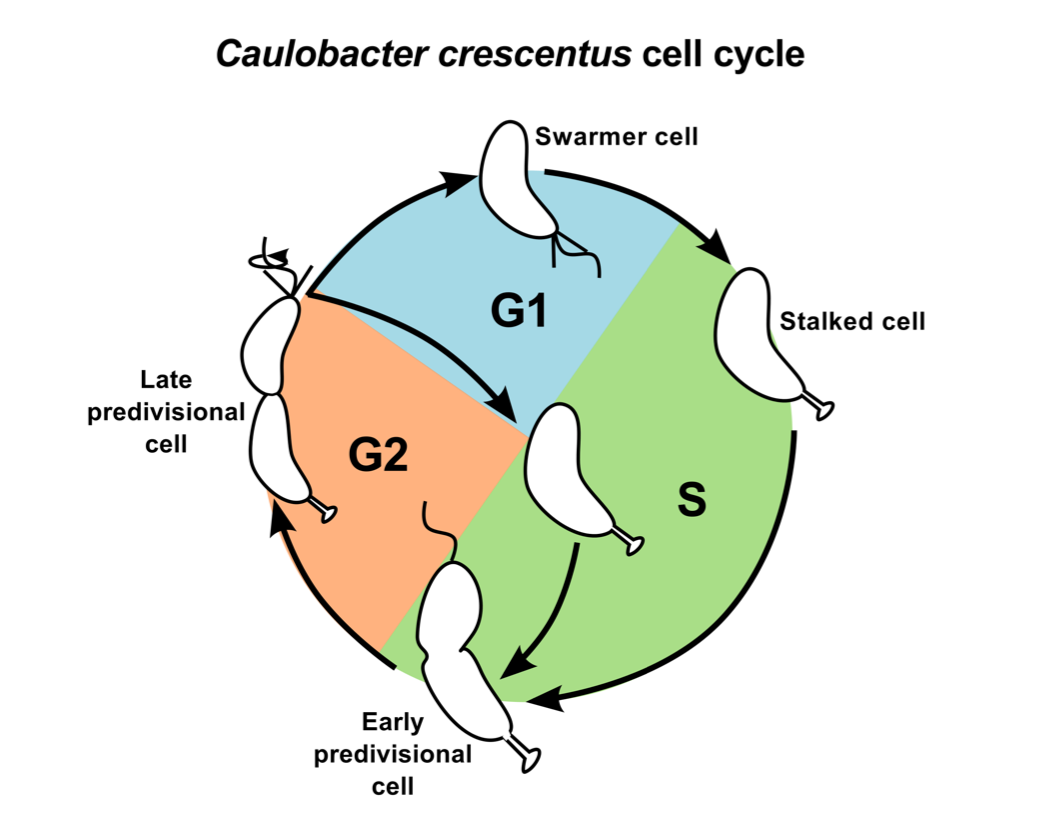 Caulobacter crescentus cell cycle
Swarmer cell
G1
Stalked cell
Late
predivisional
cell
G2
S
Early
predivisional
cell